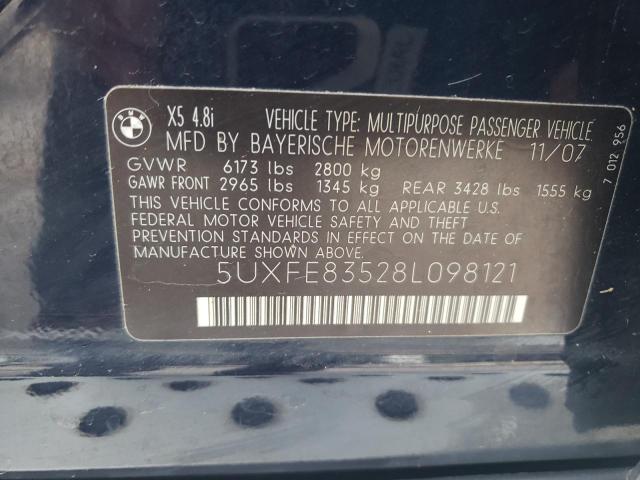 BMW
X5 4.8i VEHICLE TYPE: MULTIPURPOSE PASSENGER VEHICLE
MFD BY BAYERISCHE MOTORENWERKE 11/07
GVWR 6173 lbs 2800 kg
GAWR FRONT 2965 lbs 1345 kg REAR 3428 lbs 1555 kg
THIS VEHICLE CONFORMS TO ALL APPLICABLE U.S.
FEDERAL MOTOR VEHICLE SAFETY AND THEFT
PREVENTION STANDARDS IN EFFECT ON THE DATE OF
MANUFACTURE SHOWN ABOVE.
5UXFE83528L098121
7 012 956